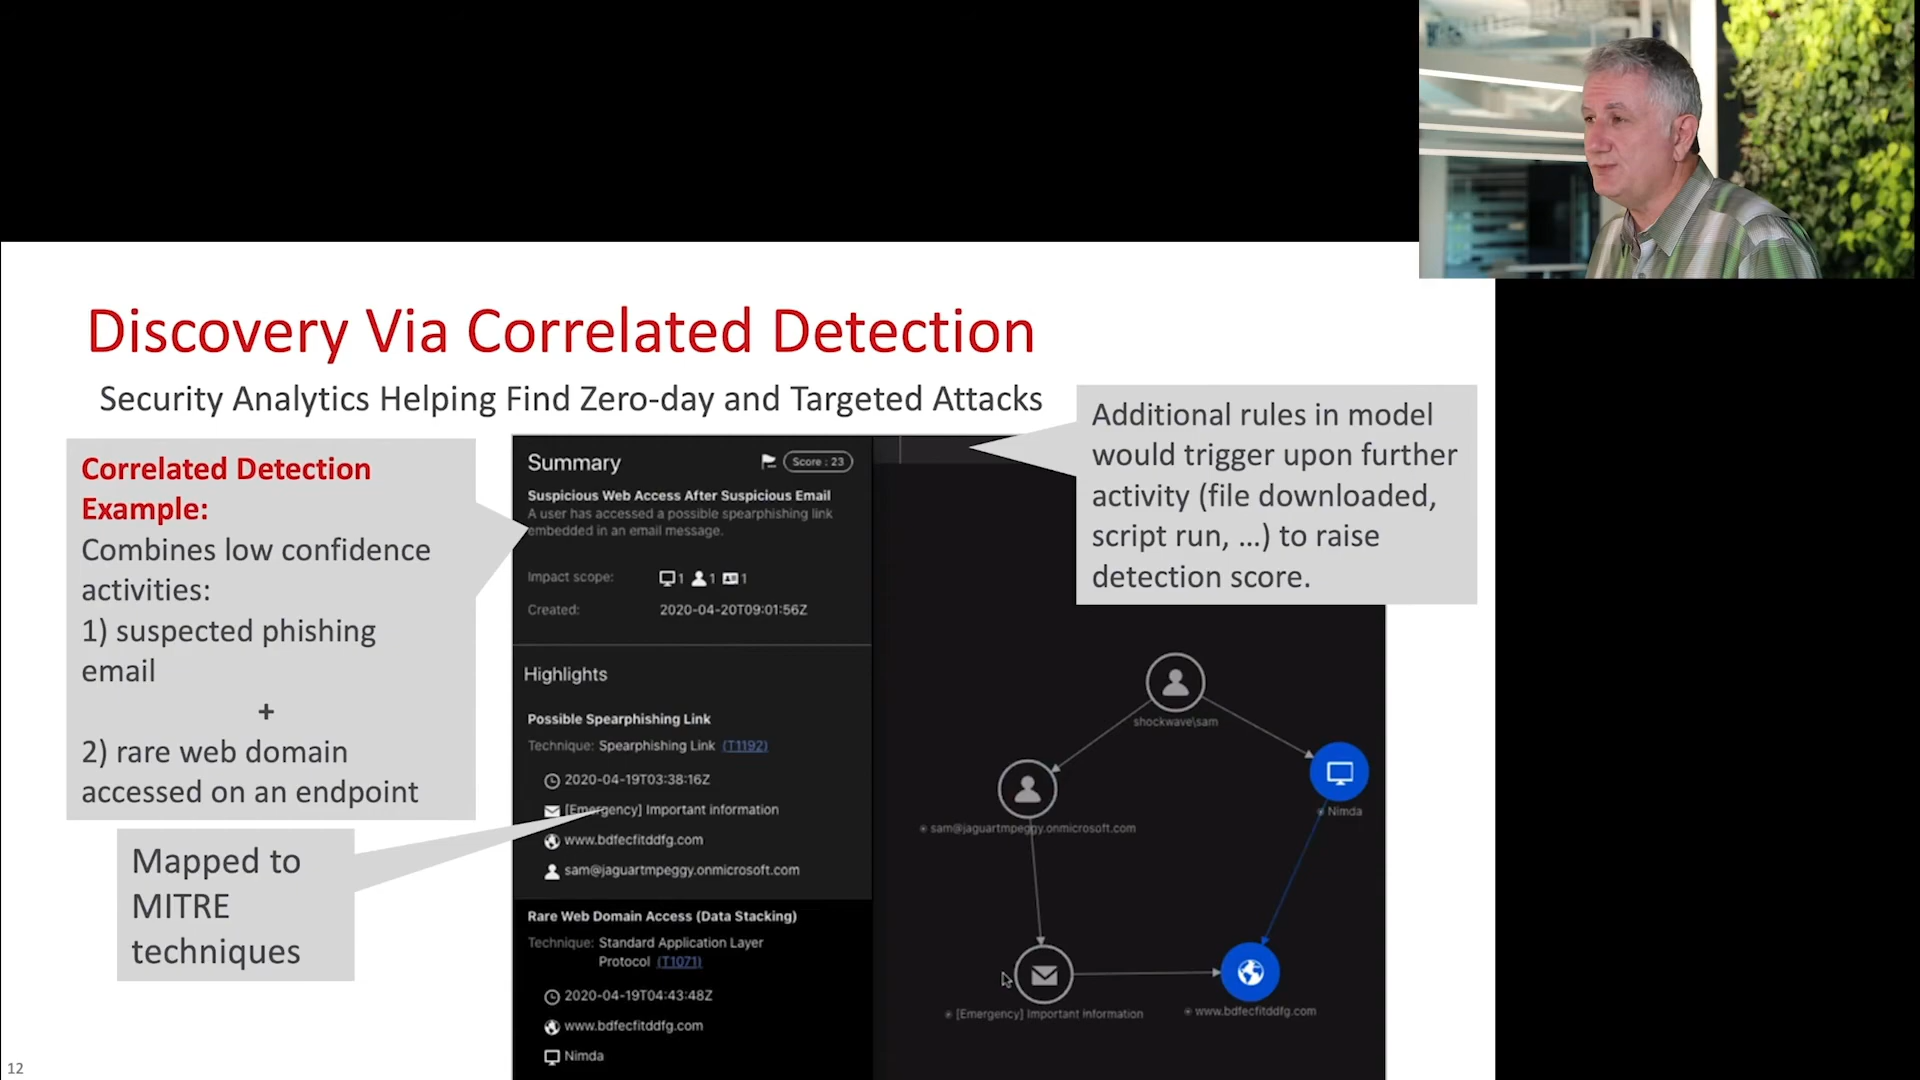 Discovery Via Correlated Detection
Security Analytics Helping Find Zero-day and Targeted Attacks
Correlated Detection
Example:
Combines low confidence
activities:
1) suspected phishing
email
+
2) rare web domain
accessed on an endpoint
Mapped to
MITRE
techniques
Summary
Score : 23
Suspicious Web Access After Suspicious Email
A user has accessed a possible spearphishing link
embedded in an email message.
Impact scope: 1 1 1
Created: 2020-04-20T09:01:56Z
Highlights
Possible Spearphishing Link
Technique: Spearphishing Link (T1192)
2020-04-19T03:38:16Z
[Emergency] Important information
www.bdfecfitddfg.com
sam@jaguartmpeggy.onmicrosoft.com
Rare Web Domain Access (Data Stacking)
Technique: Standard Application Layer
Protocol (T1071)
2020-04-19T04:43:48Z
www.bdfecfitddfg.com
Nimda
Additional rules in model
would trigger upon further
activity (file downloaded,
script run, ...) to raise
detection score.
shockwave\sam
Nimda
sam@jaguartmpeggy.onmicrosoft.com
[Emergency] Important information
www.bdfecfitddfg.com
12